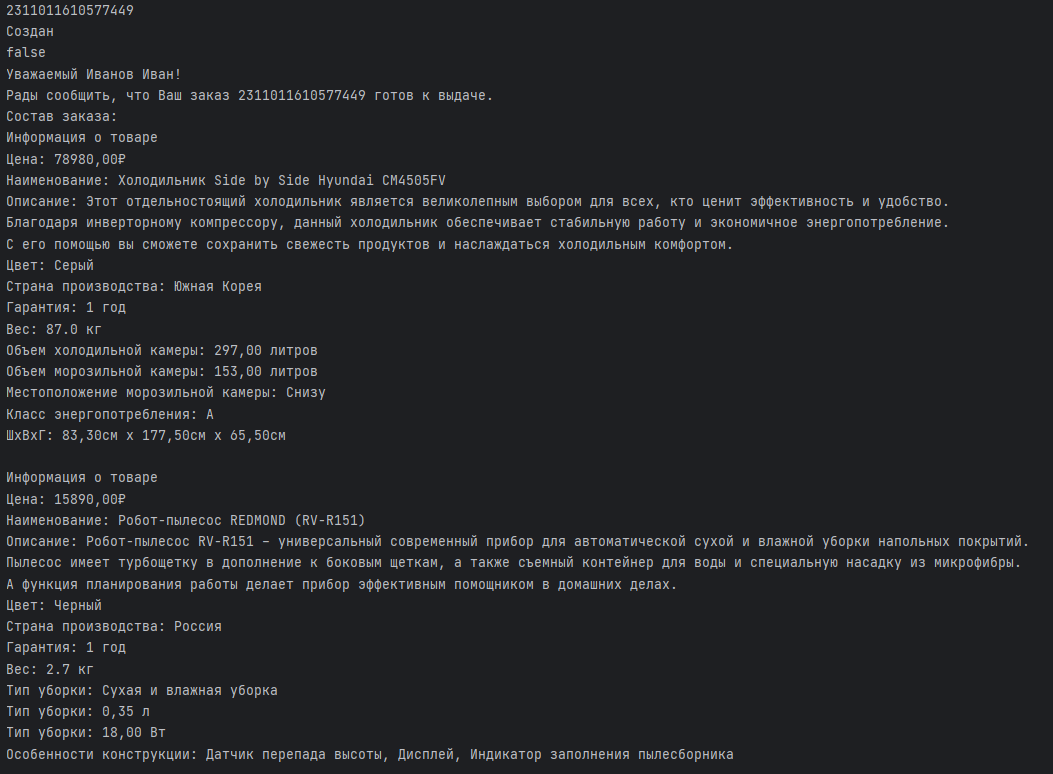 2311011610577449
Создан
false
Уважаемый Иванов Иван!
Рады сообщить, что Ваш заказ 2311011610577449 готов к выдаче.
Состав заказа:
Информация о товаре
Цена: 78980,00₽
Наименование: Холодильник Side by Side Hyundai CM4505FV
Описание: Этот отдельностоящий холодильник является великолепным выбором для всех, кто ценит эффективность и удобство.
Благодаря инверторному компрессору, данный холодильник обеспечивает стабильную работу и экономичное энергопотребление.
С его помощью вы сможете сохранить свежесть продуктов и наслаждаться холодильным комфортом.
Цвет: Серый
Страна производства: Южная Корея
Гарантия: 1 год
Вес: 87.0 кг
Объем холодильной камеры: 297,00 литров
Объем морозильной камеры: 153,00 литров
Местоположение морозильной камеры: Снизу
Класс энергопотребления: A
ШxВxГ: 83,30см x 177,50см x 65,50см
Информация о товаре
Цена: 15890,00₽
Наименование: Робот-пылесос REDMOND (RV-R151)
Описание: Робот-пылесос RV-R151 – универсальный современный прибор для автоматической сухой и влажной уборки напольных покрытий.
Пылесос имеет турбощетку в дополнение к боковым щеткам, а также съемный контейнер для воды и специальную насадку из микрофибры.
А функция планирования работы делает прибор эффективным помощником в домашних делах.
Цвет: Черный
Страна производства: Россия
Гарантия: 1 год
Вес: 2.7 кг
Тип уборки: Сухая и влажная уборка
Тип уборки: 0,35 л
Тип уборки: 18,00 Вт
Особенности конструкции: Датчик перепада высоты, Дисплей, Индикатор заполнения пылесборника